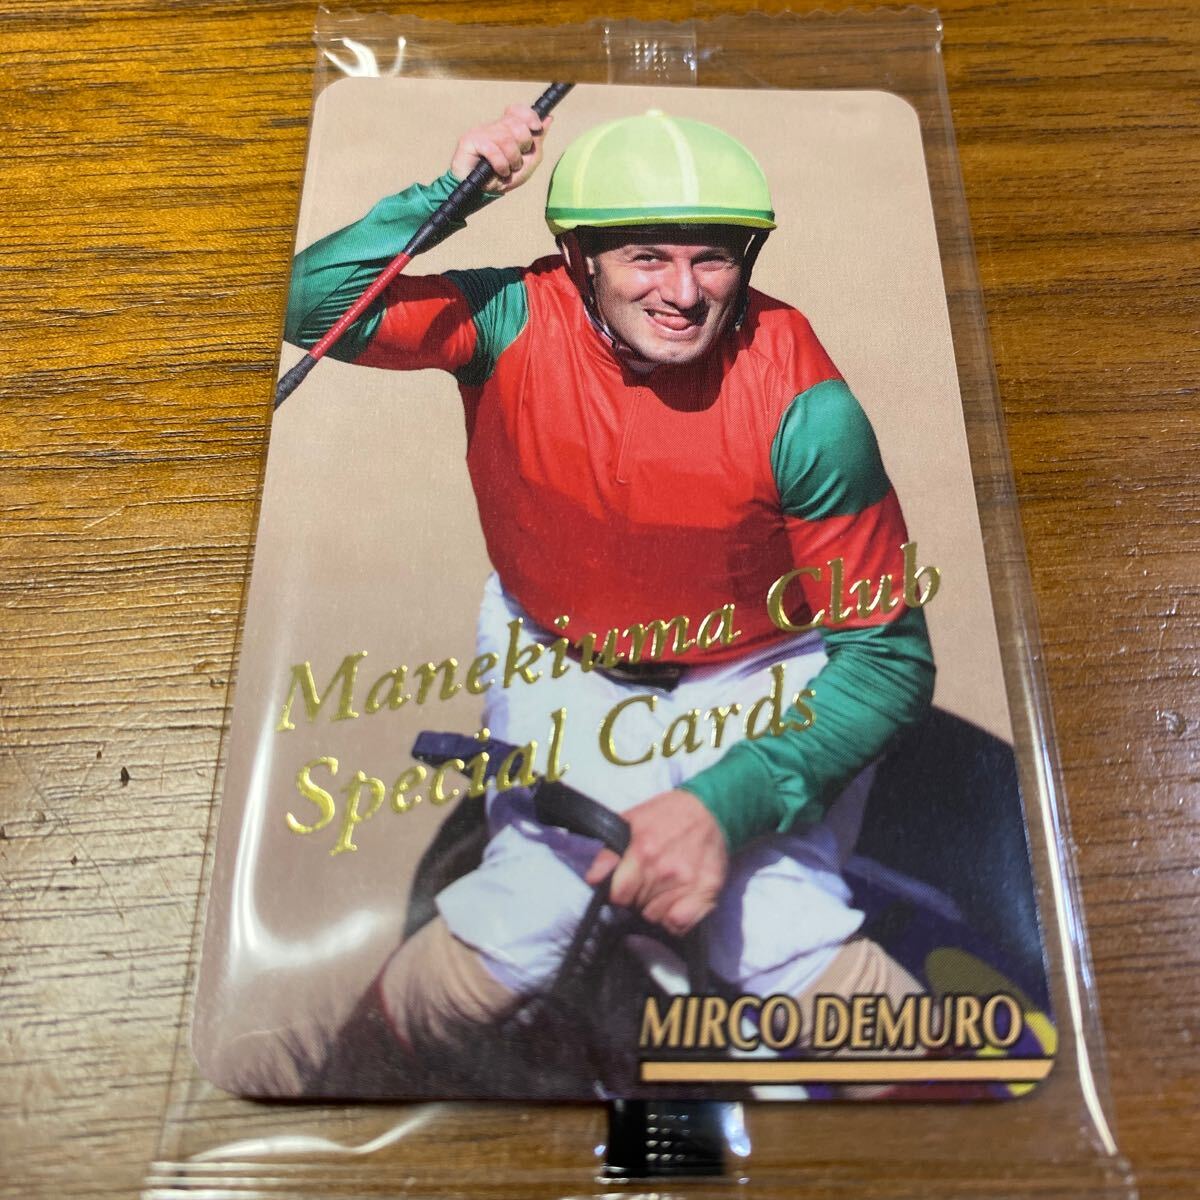 Manekiuma Club
Special Cards
MIRCO DEMURO